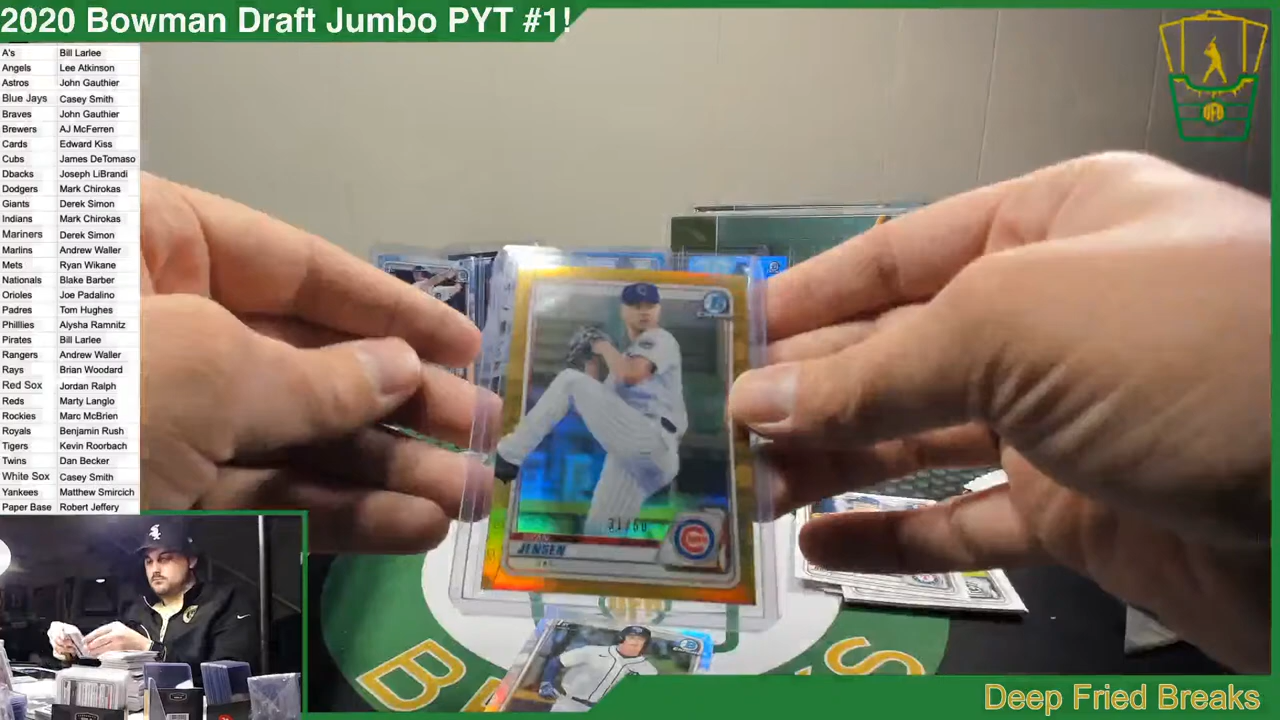 2020 Bowman Draft Jumbo PYT #1!
A's Bill Larlee
Angels Lee Atkinson
Astros John Gauthier
Blue Jays Casey Smith
Braves John Gauthier
Brewers AJ McFerren
Cards Edward Kiss
Cubs James DeTomaso
Dbacks Joseph LiBrandi
Dodgers Mark Chirokas
Giants Derek Simon
Indians Mark Chirokas
Mariners Derek Simon
Marlins Andrew Waller
Mets Ryan Wikane
Nationals Blake Barber
Orioles Joe Padalino
Padres Tom Hughes
Philllies Alysha Ramnitz
Pirates Bill Larlee
Rangers Andrew Waller
Rays Brian Woodard
Red Sox Jordan Ralph
Reds Marty Langlo
Rockies Marc McBrien
Royals Benjamin Rush
Tigers Kevin Roorbach
Twins Dan Becker
White Sox Casey Smith
Yankees Matthew Smircich
Paper Base Robert Jeffery
DFB
31/50
JENSEN
Deep Fried Breaks